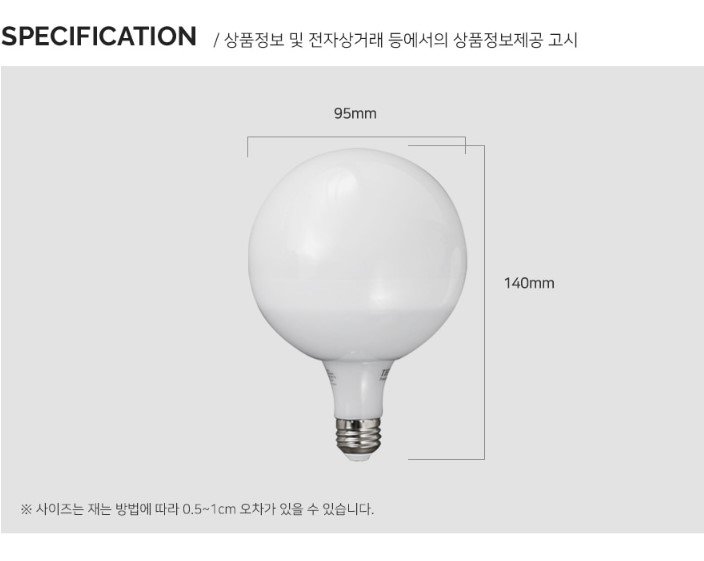 SPECIFICATION / 상품정보 및 전자상거래 등에서의 상품정보제공 고시
95mm
140mm
※ 사이즈는 재는 방법에 따라 0.5~1cm 오차가 있을 수 있습니다.